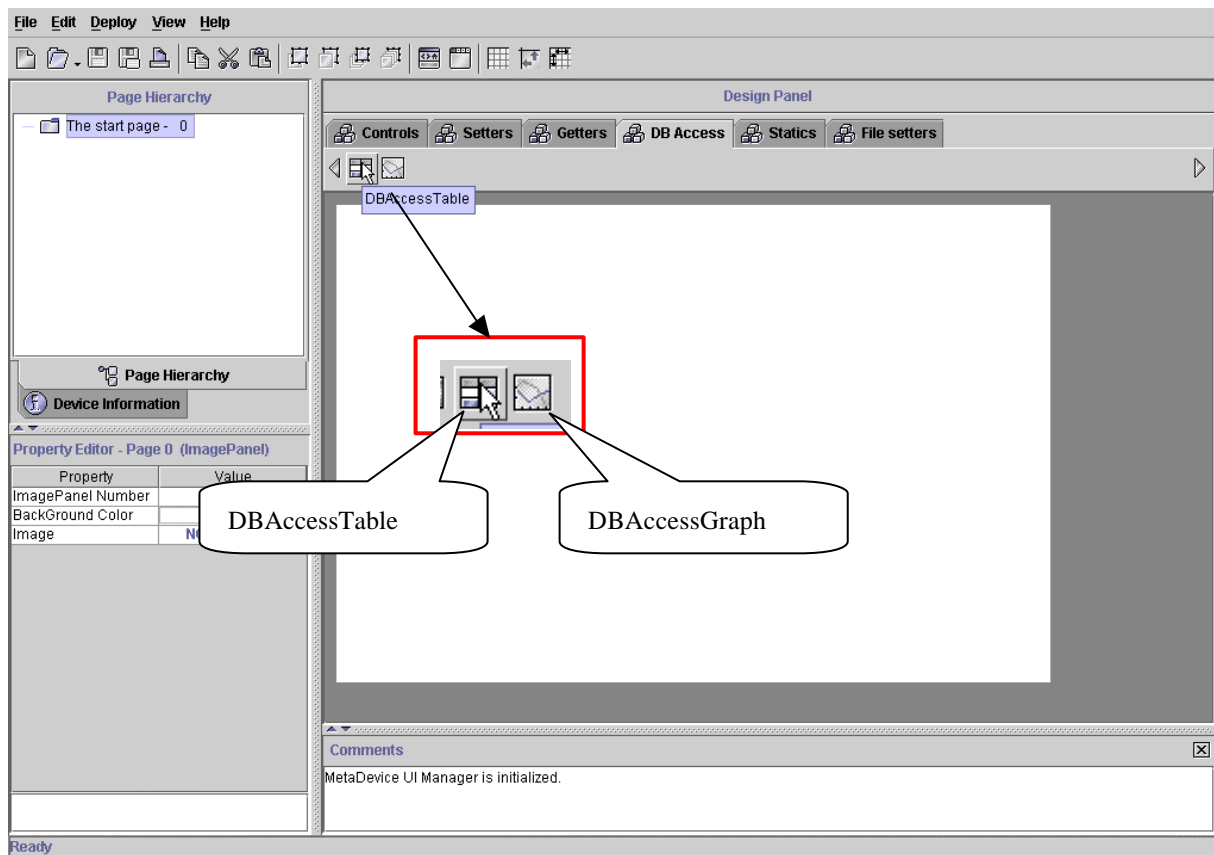 File Edit Deploy View Help
Page Hierarchy
The start page - 0
Page Hierarchy
Device Information
Property Editor - Page 0 (ImagePanel)
Property Value
ImagePanel Number
BackGround Color
Image
Design Panel
Controls Setters Getters DB Access Statics File setters
DBAccessTable
DBAccessTable
DBAccessGraph
Comments
MetaDevice UI Manager is initialized.
Ready